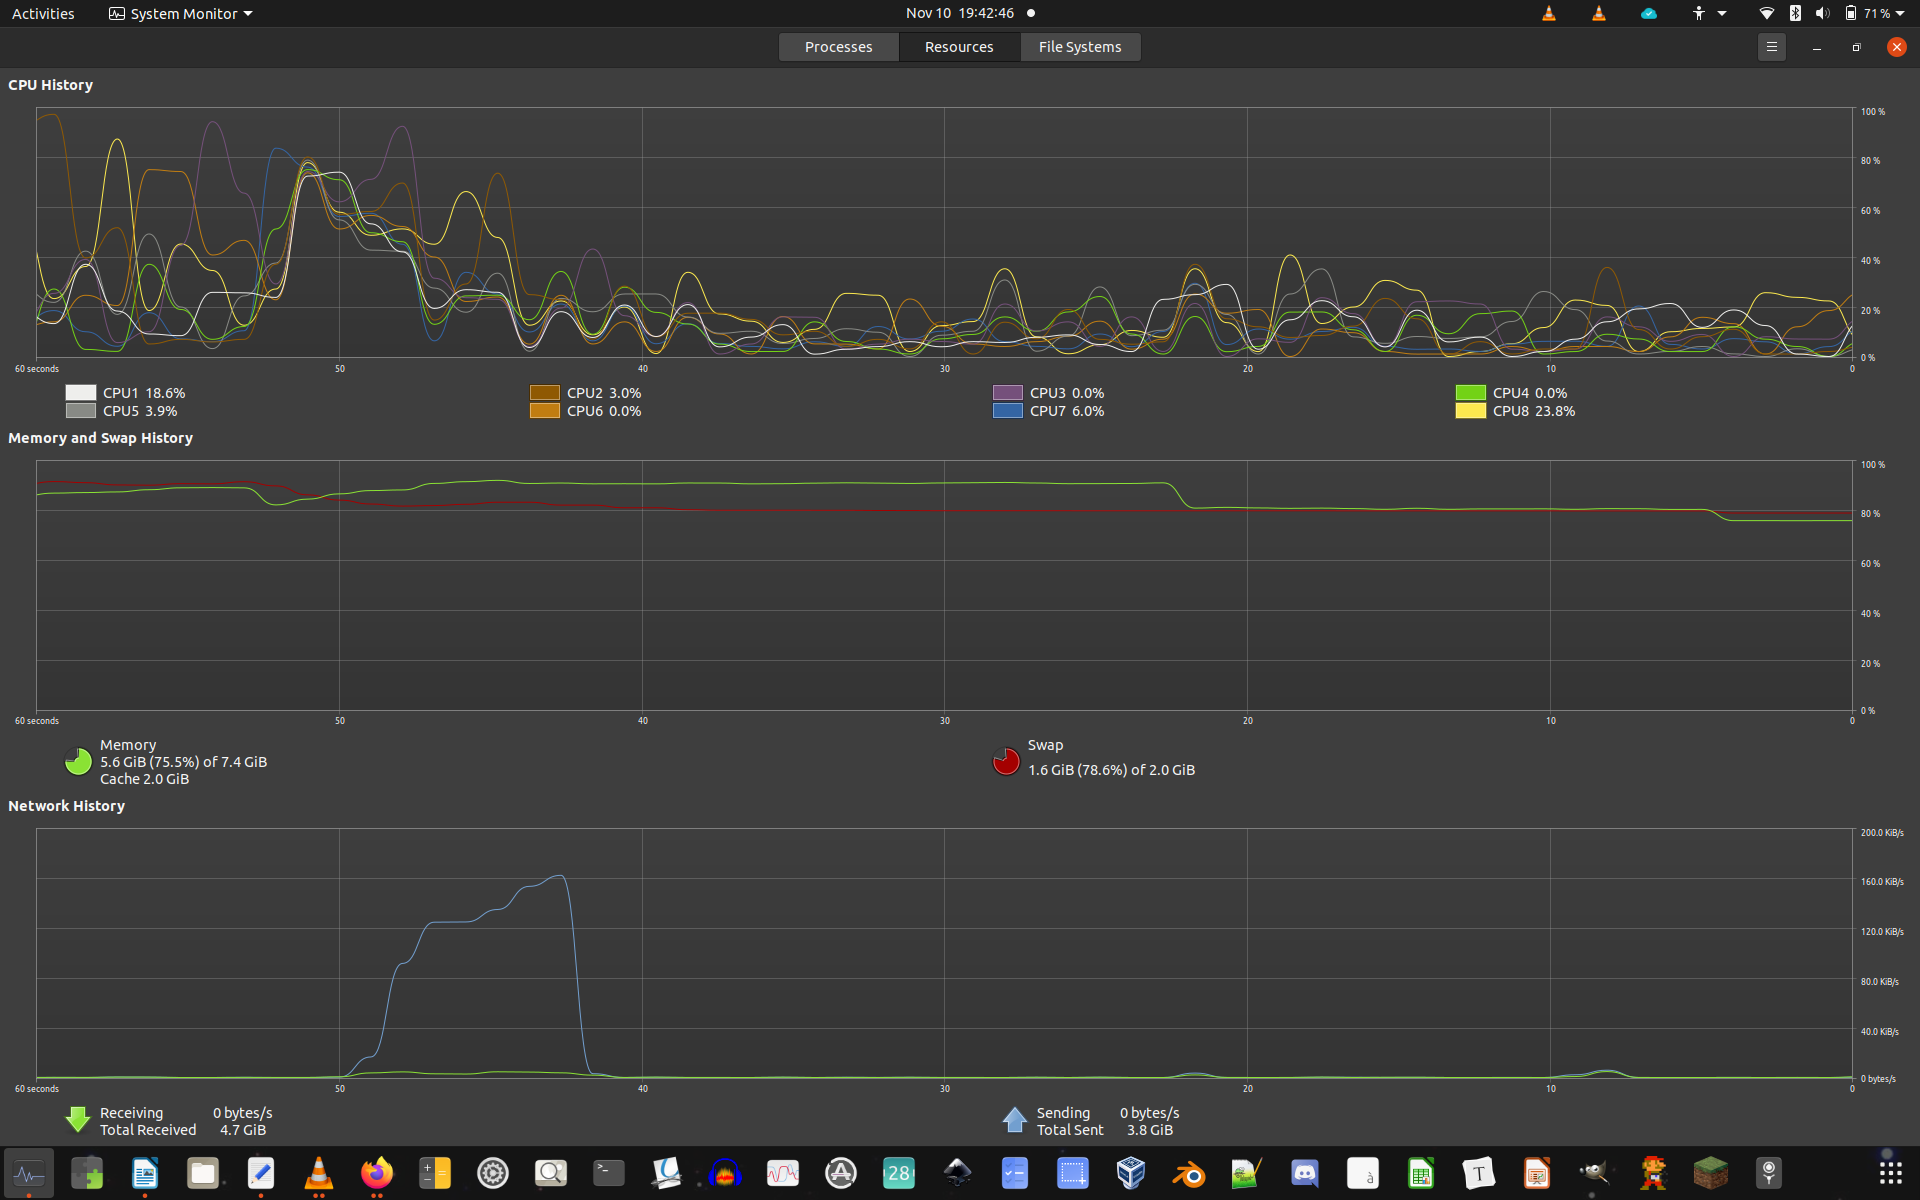 Activities System Monitor Nov 10 19:42:46 71 %
Processes Resources File Systems
CPU History
100 %
80 %
60 %
40 %
20 %
0 %
60 seconds 50 40 30 20 10 0
CPU1 18.6% CPU2 3.0% CPU3 0.0% CPU4 0.0%
CPU5 3.9% CPU6 0.0% CPU7 6.0% CPU8 23.8%
Memory and Swap History
100 %
80 %
60 %
40 %
20 %
0 %
60 seconds 50 40 30 20 10 0
Memory Swap
5.6 GiB (75.5%) of 7.4 GiB 1.6 GiB (78.6%) of 2.0 GiB
Cache 2.0 GiB
Network History
200.0 KiB/s
160.0 KiB/s
120.0 KiB/s
80.0 KiB/s
40.0 KiB/s
0 bytes/s
60 seconds 50 40 30 20 10 0
Receiving 0 bytes/s Sending 0 bytes/s
Total Received 4.7 GiB Total Sent 3.8 GiB
28 à T